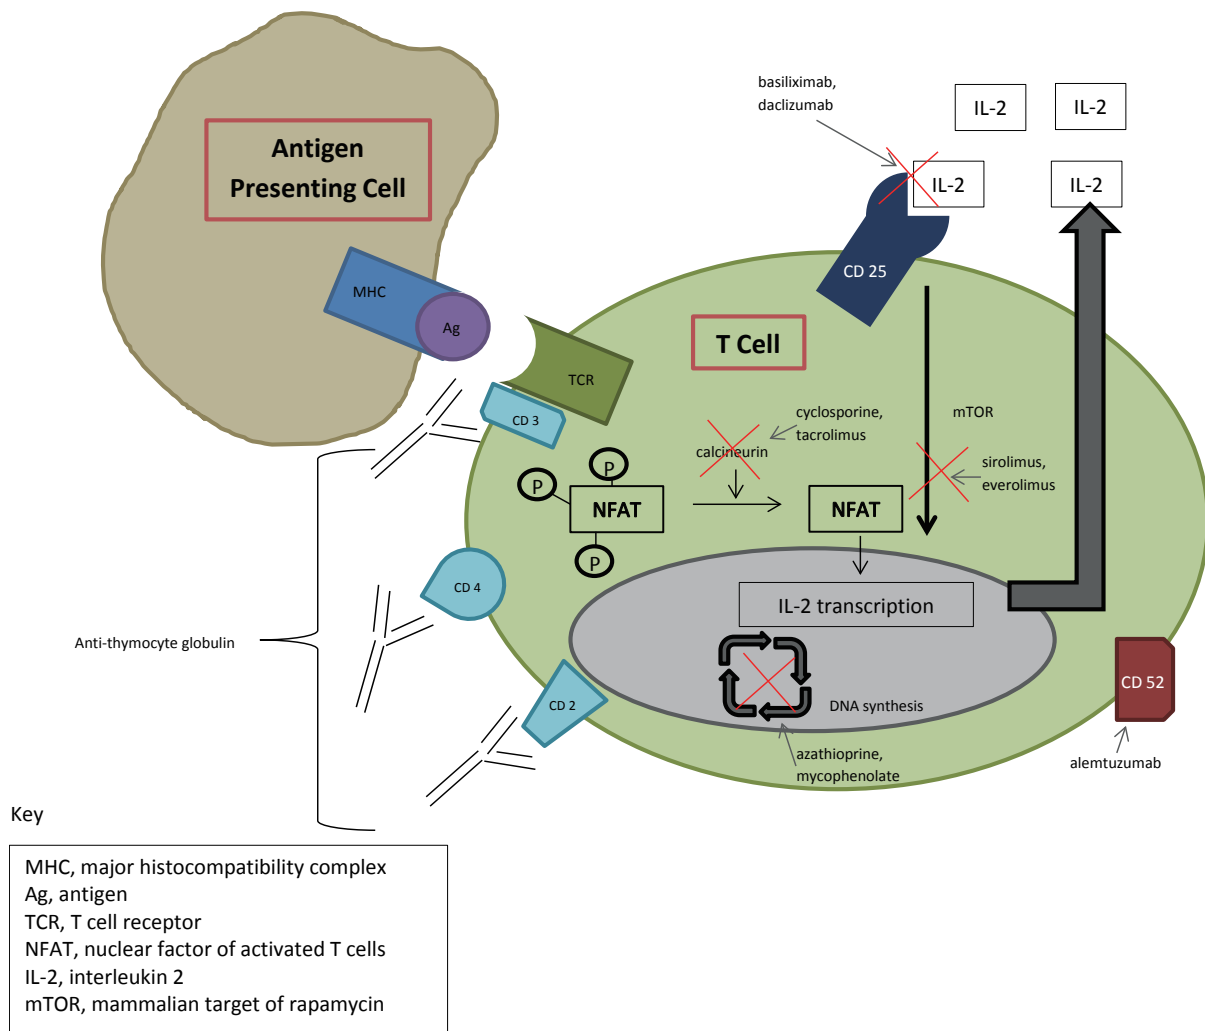 basiliximab,
daclizumab
IL-2
IL-2
Antigen
Presenting Cell
IL-2
IL-2
CD 25
MHC
Ag
T Cell
TCR
CD 3
cyclosporine,
tacrolimus
mTOR
calcineurin
sirolimus,
everolimus
P
P
NFAT
NFAT
P
CD 4
IL-2 transcription
Anti-thymocyte globulin
CD 2
DNA synthesis
CD 52
azathioprine,
mycophenolate
alemtuzumab
Key
MHC, major histocompatibility complex
Ag, antigen
TCR, T cell receptor
NFAT, nuclear factor of activated T cells
IL-2, interleukin 2
mTOR, mammalian target of rapamycin